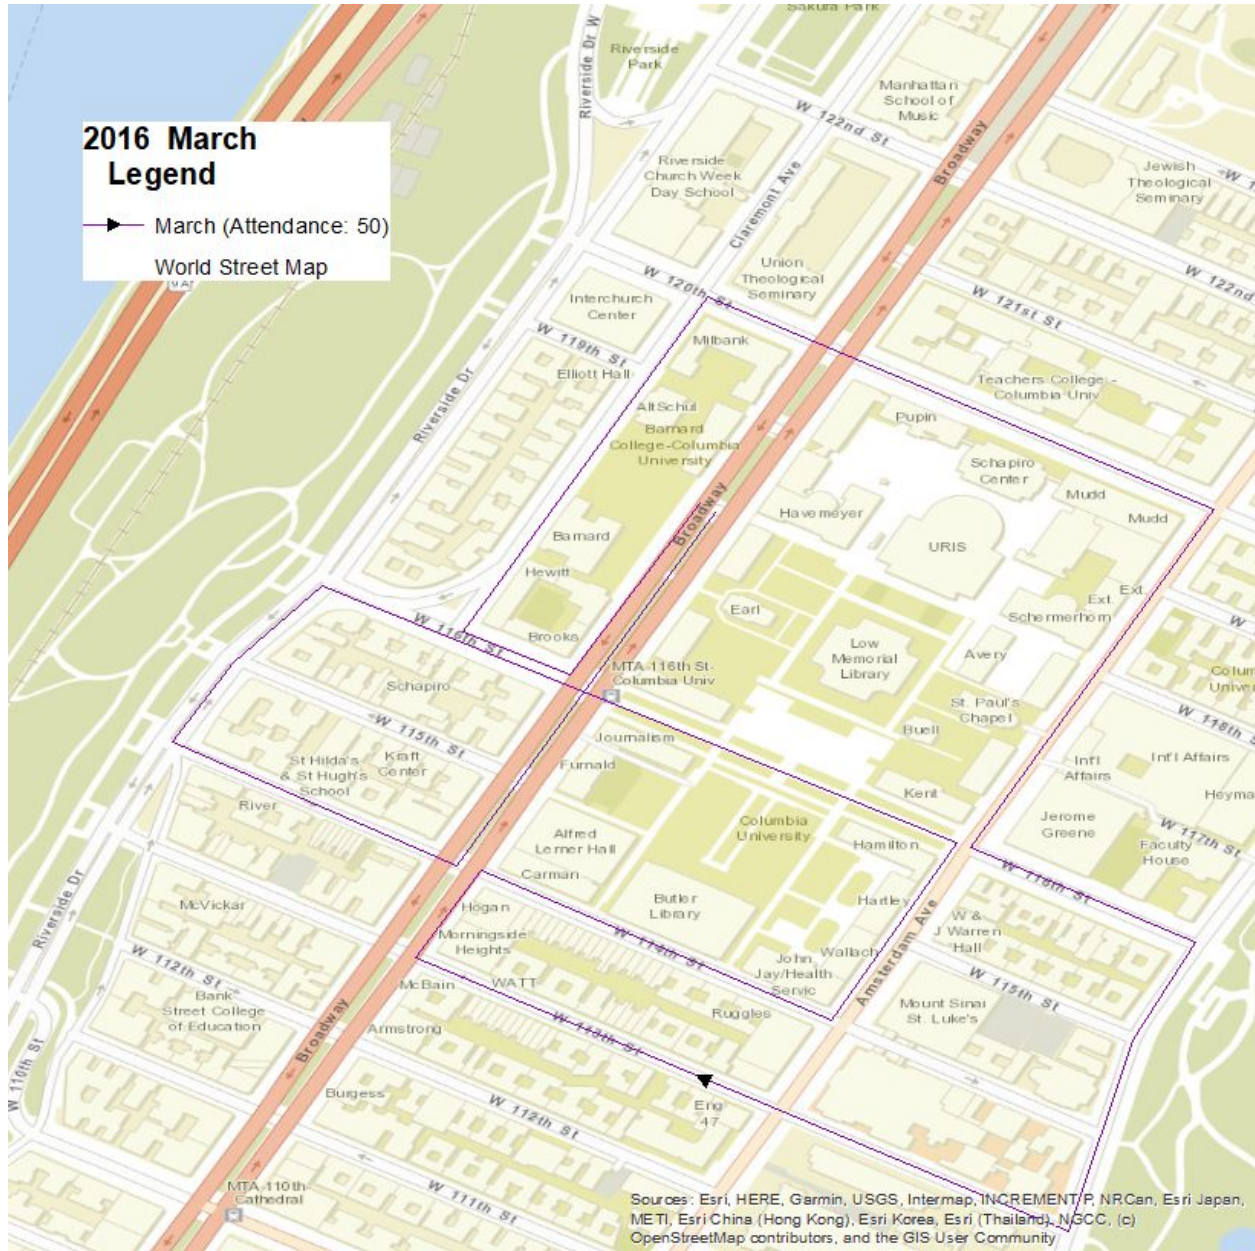 Sakura Park
Riverside
Park
Riverside Dr W
Manhattan
School of
Music
W 122nd St
Broadway
2016 March
Legend
March (Attendance: 50)
World Street Map
9A
Riverside
Church Week
Day School
Claremont Ave
Jewish
Theological
Seminary
Union
Theological
Seminary
W 122nd
W 120th St
W 121st St
Interchurch
Center
W 119th St
Milbank
Elliott Hall
Riverside Dr
Teachers College -
Columbia Univ
AltSchul
Barnard
College-Columbia
University
Pupin
Schapiro
Center
Mudd
Mudd
Broadway
Havemeyer
URIS
Barnard
Hewitt
Earl
Ext.
Ext.
Schermerhorn
W 116th St
Brooks
Low
Memorial
Library
Avery
MTA-116th St-
Columbia Univ
Schapiro
St. Paul's
Chapel
W 118th S
Buell
W 115th St
Journalism
St Hilda's
& St Hugh's
School
Kraft
Center
Furnald
Int'l
Affairs
Int'l Affairs
Kent
River
Columbia
University
Jerome
Greene
Heyma
W 117th St
Alfred
Lerner Hall
Hamilton
Faculty
House
Carman
W 116th St
McVickar
Hogan
Butler
Library
Hartley
Riverside Dr
Morningside
Heights
W 114th St
W &
J Warren
Hall
Wallach
John
Jay/Health
Servic
Amsterdam Ave
W 115th St
W 112th St
McBain
WATT
Bank
Street College
of Education
Broadway
Armstrong
W 113th St
Ruggles
Mount Sinai
St. Luke's
W 110th St
Burgess
W 112th St
Eng
47
MTA-110th-
Cathedral
W 111th St
Sources: Esri, HERE, Garmin, USGS, Intermap, INCREMENT P, NRCan, Esri Japan,
METI, Esri China (Hong Kong), Esri Korea, Esri (Thailand), NGCC, (c)
OpenStreetMap contributors, and the GIS User Community